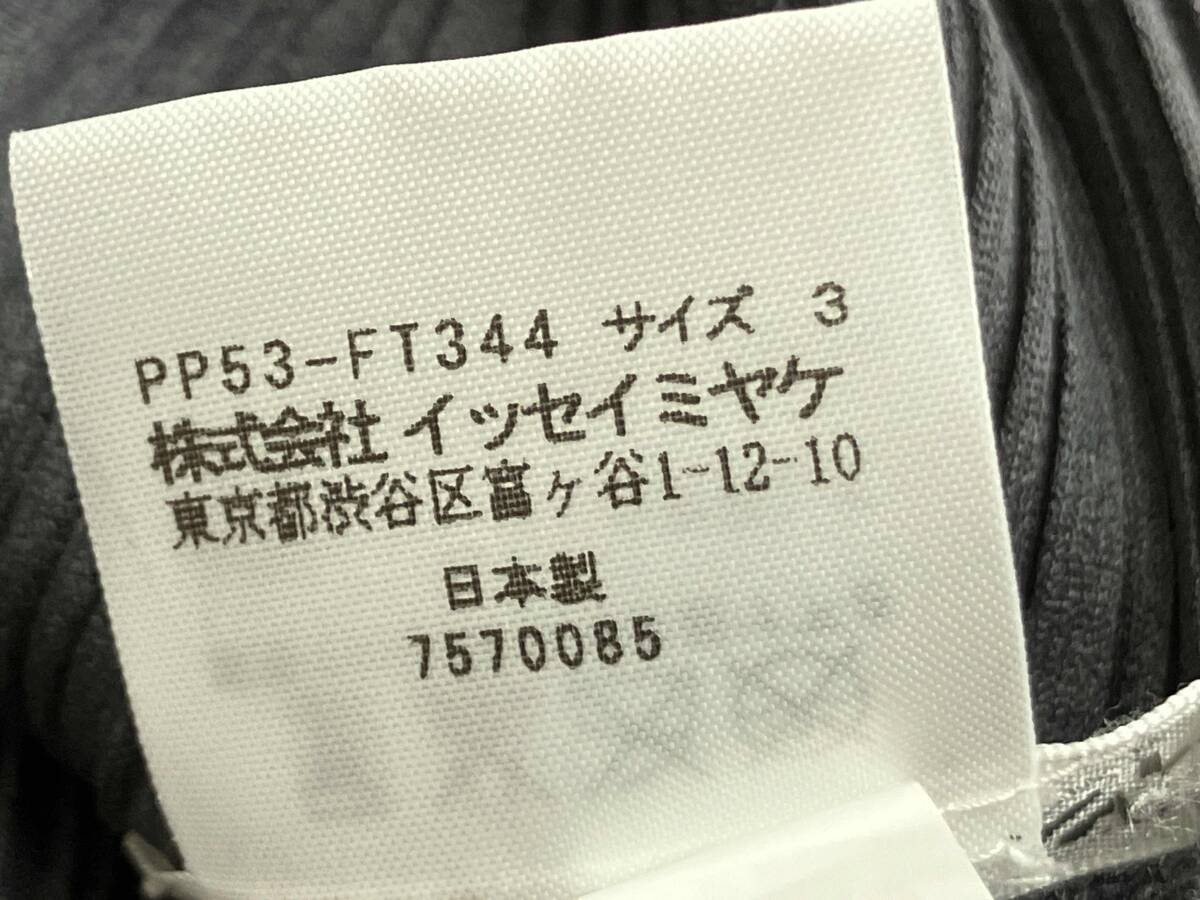 PP53-FT344 サイズ 3
株式会社 イッセイミヤケ
東京都渋谷区富ヶ谷1-12-10
日本製
7570085